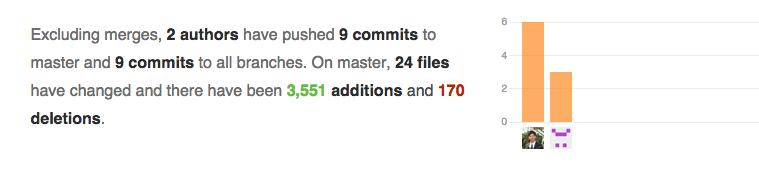 Excluding merges, 2 authors have pushed 9 commits to
master and 9 commits to all branches. On master, 24 files
have changed and there have been 3,551 additions and 170
deletions.
6
4
2
0